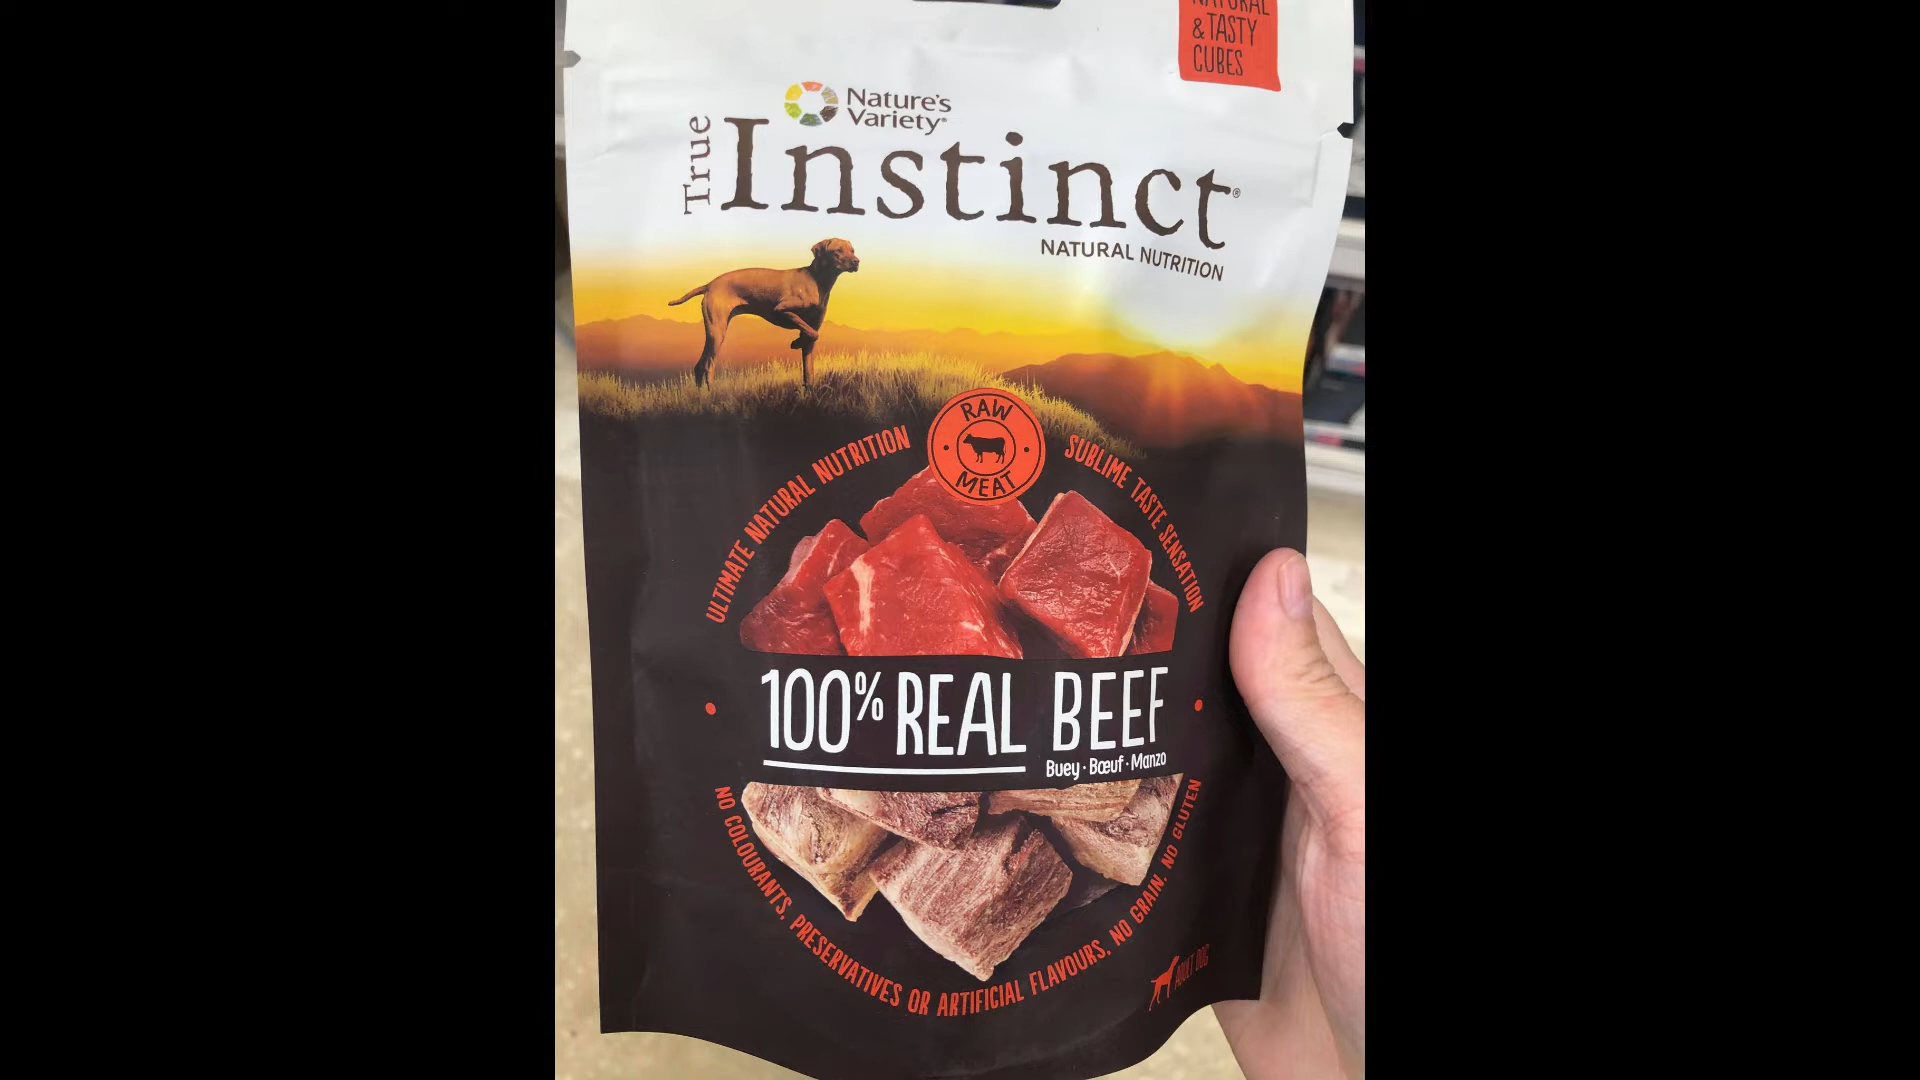 NATURAL
& TASTY
CUBES
Nature's
Variety
True
Instinct®
NATURAL NUTRITION
RAW
MEAT
ULTIMATE NATURAL NUTRITION
SUBLIME TASTE SENSATION
100% REAL BEEF
Buey · Bœuf · Manzo
NO COLOURANTS, PRESERVATIVES OR ARTIFICIAL FLAVOURS, NO GRAIN, NO GLUTEN
ADULT DOG